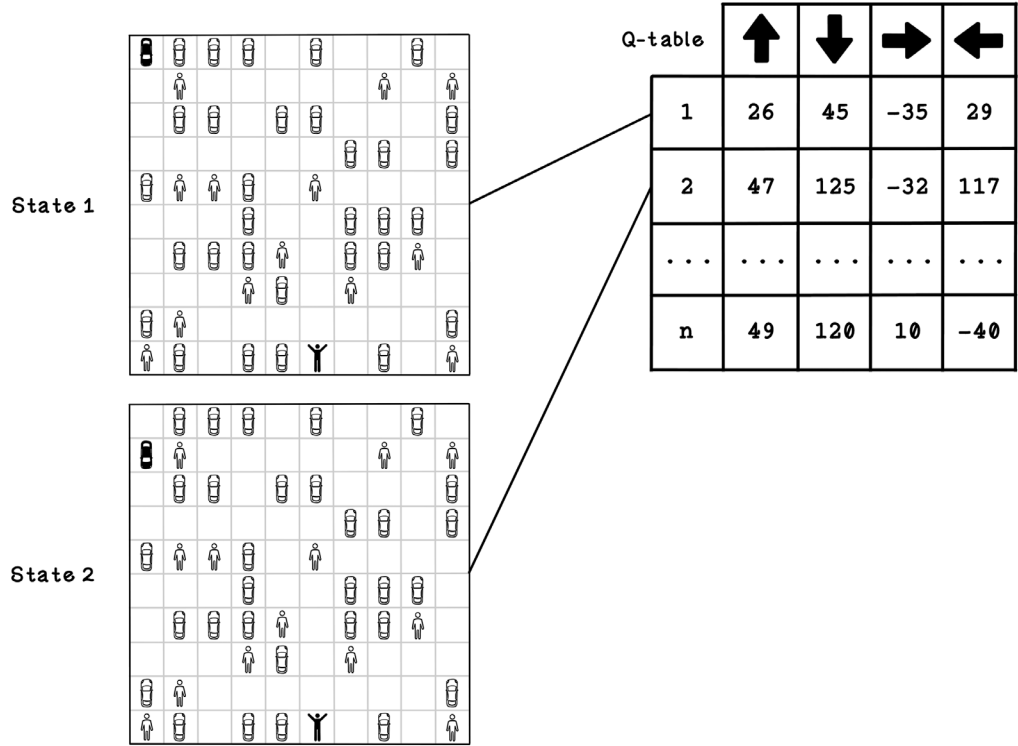 Q-table
State 1
State 2
1 26 45 -35 29
2 47 125 -32 117
... ... ... ... ...
n 49 120 10 -40